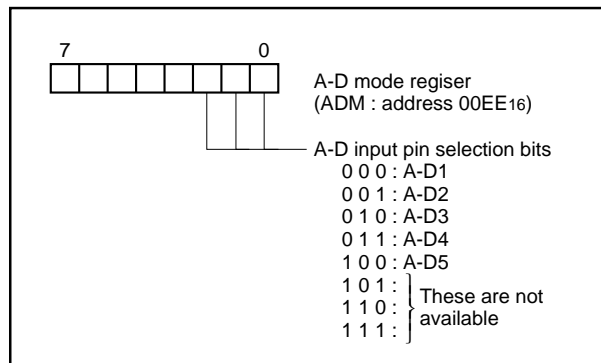 7 0
A-D mode regiser
(ADM : address 00EE16)
A-D input pin selection bits
0 0 0 : A-D1
0 0 1 : A-D2
0 1 0 : A-D3
0 1 1 : A-D4
1 0 0 : A-D5
1 0 1 :
1 1 0 :
1 1 1 :
These are not
available